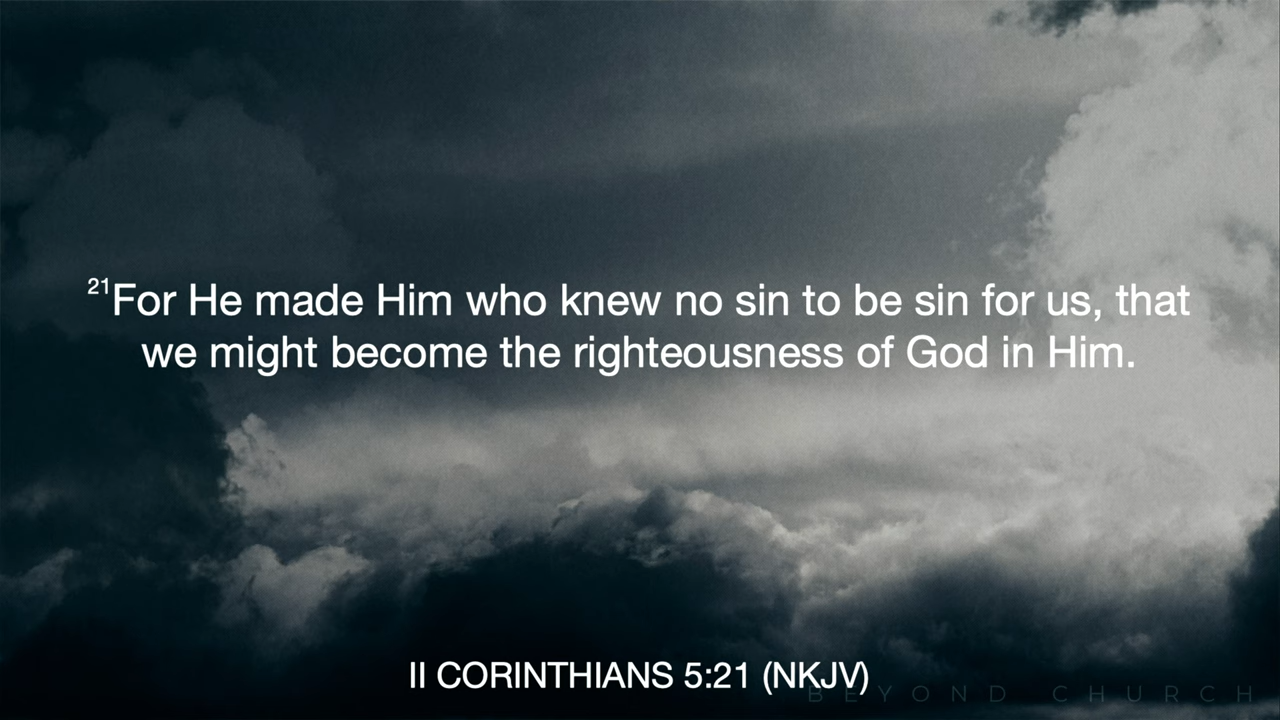 21For He made Him who knew no sin to be sin for us, that
we might become the righteousness of God in Him.
II CORINTHIANS 5:21 (NKJV)
BEYOND CHURCH